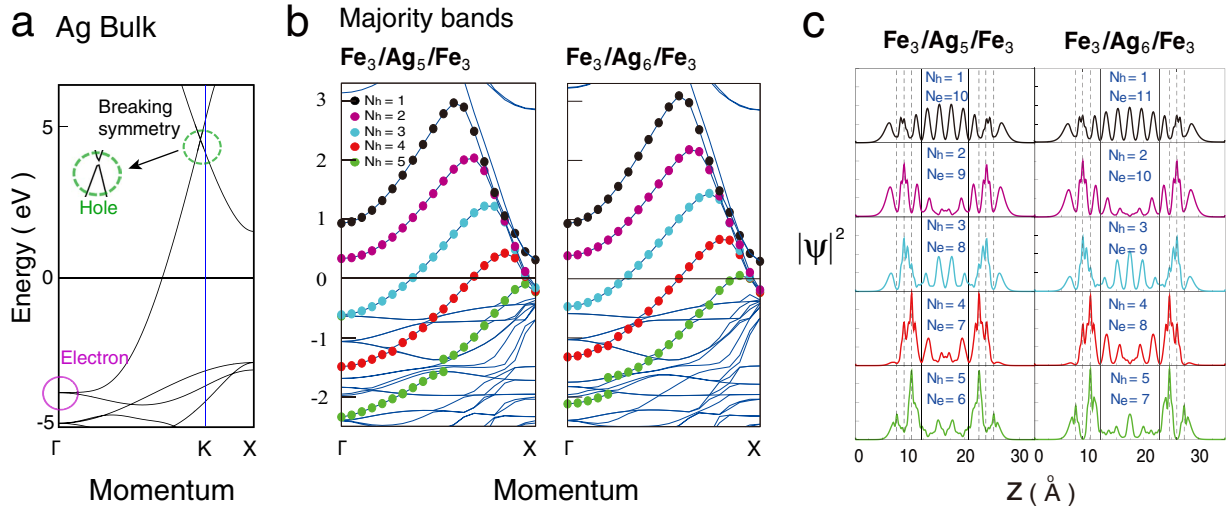 a Ag Bulk
Energy ( eV )
5
0
-5
Breaking
symmetry
Hole
Electron
Γ K X
Momentum
b Majority bands
Fe3/Ag5/Fe3
Fe3/Ag6/Fe3
3
2
1
0
-1
-2
Nh = 1
Nh = 2
Nh = 3
Nh = 4
Nh = 5
Γ X
Γ X
Momentum
c
Fe3/Ag5/Fe3
Fe3/Ag6/Fe3
|ψ|²
Nh = 1
Ne=10
Nh = 1
Ne= 11
Nh = 2
Ne= 9
Nh = 2
Ne= 10
Nh = 3
Ne= 8
Nh = 3
Ne= 9
Nh = 4
Ne= 7
Nh = 4
Ne= 8
Nh = 5
Ne= 6
Nh = 5
Ne= 7
0 10 20 30 0 10 20 30
Z ( Å )